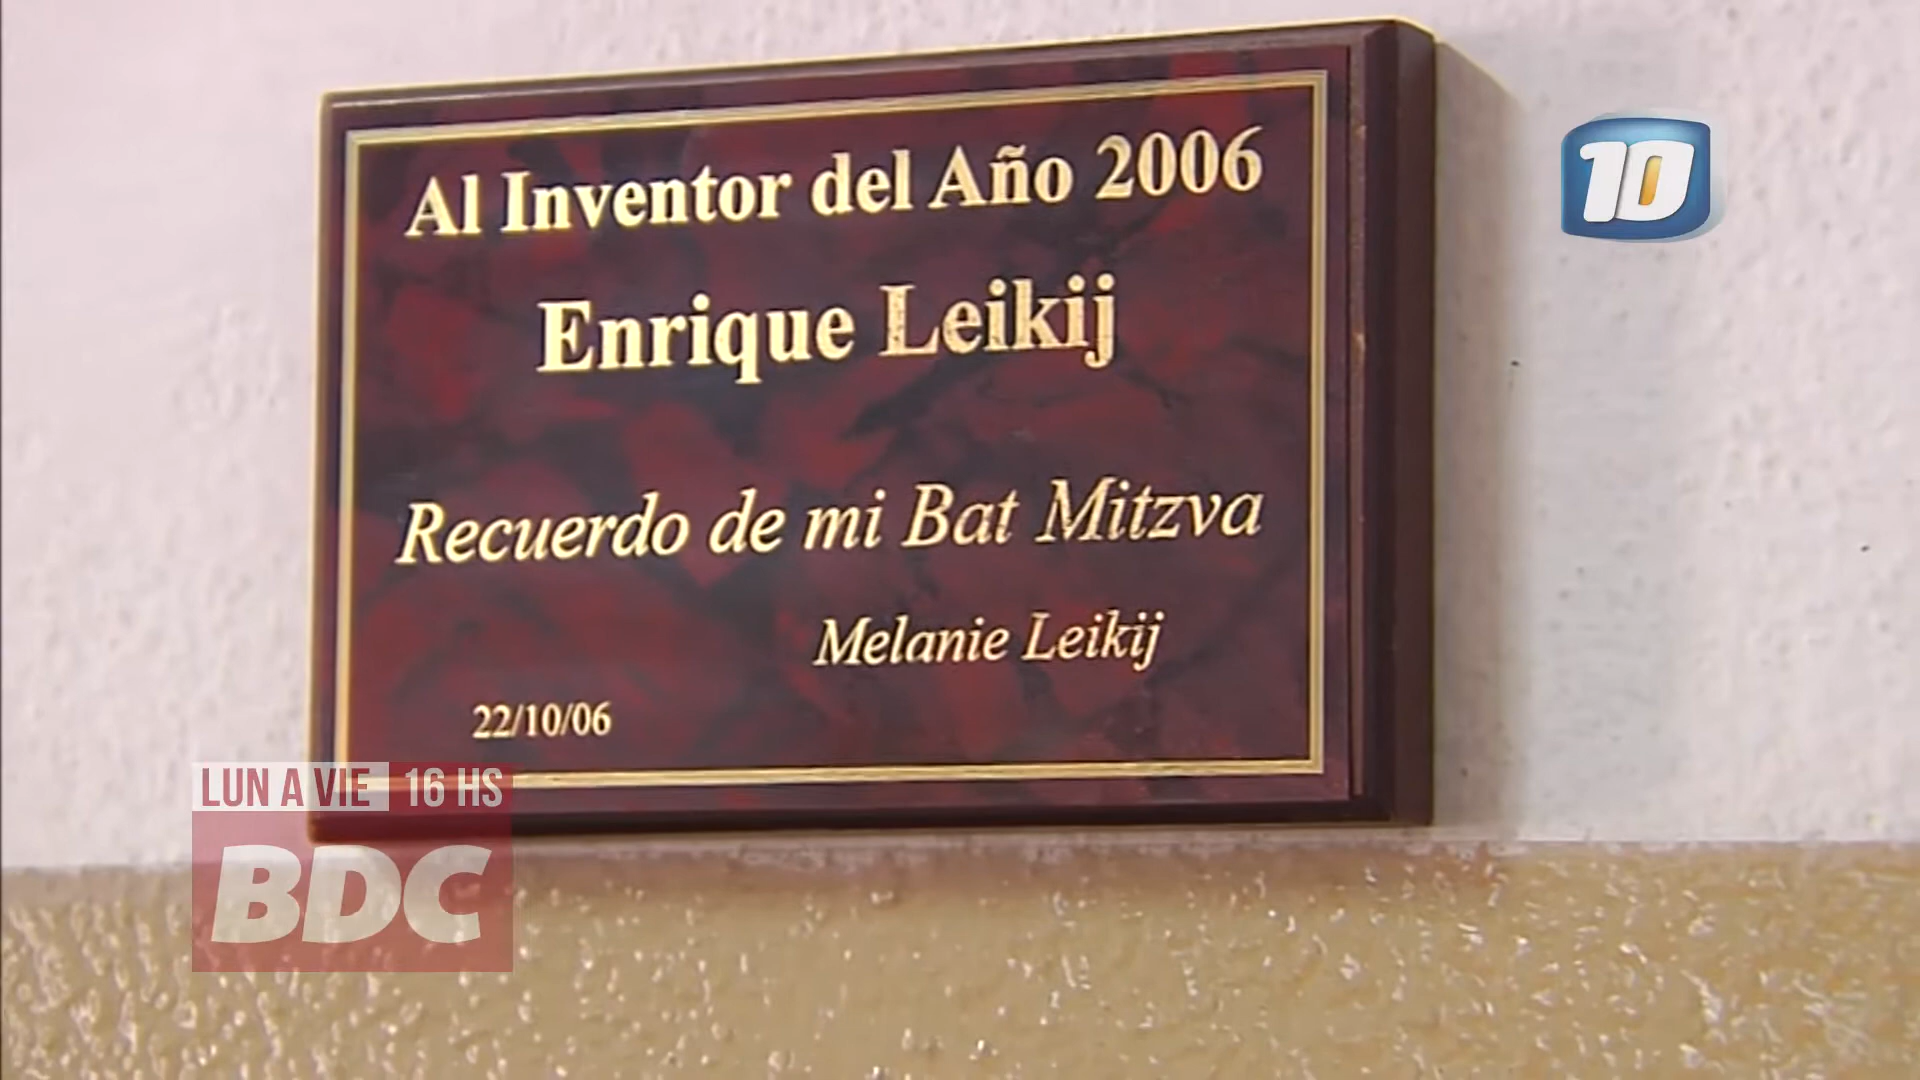 Al Inventor del Año 2006
Enrique Leikij
Recuerdo de mi Bat Mitzva
Melanie Leikij
22/10/06
10
LUN A VIE 16 HS
BDC